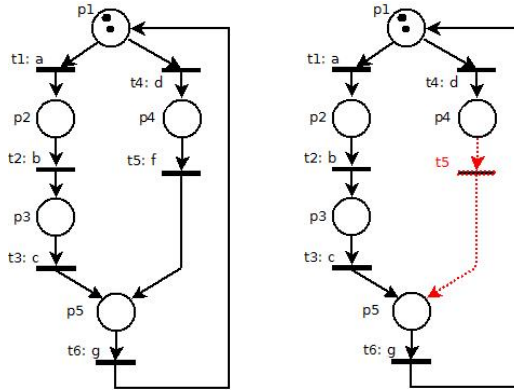 p1
t1: a
t4: d
p2
p4
t2: b
t5: f
p3
t3: c
p5
t6: g
p1
t1: a
t4: d
p2
p4
t2: b
t5
p3
t3: c
p5
t6: g